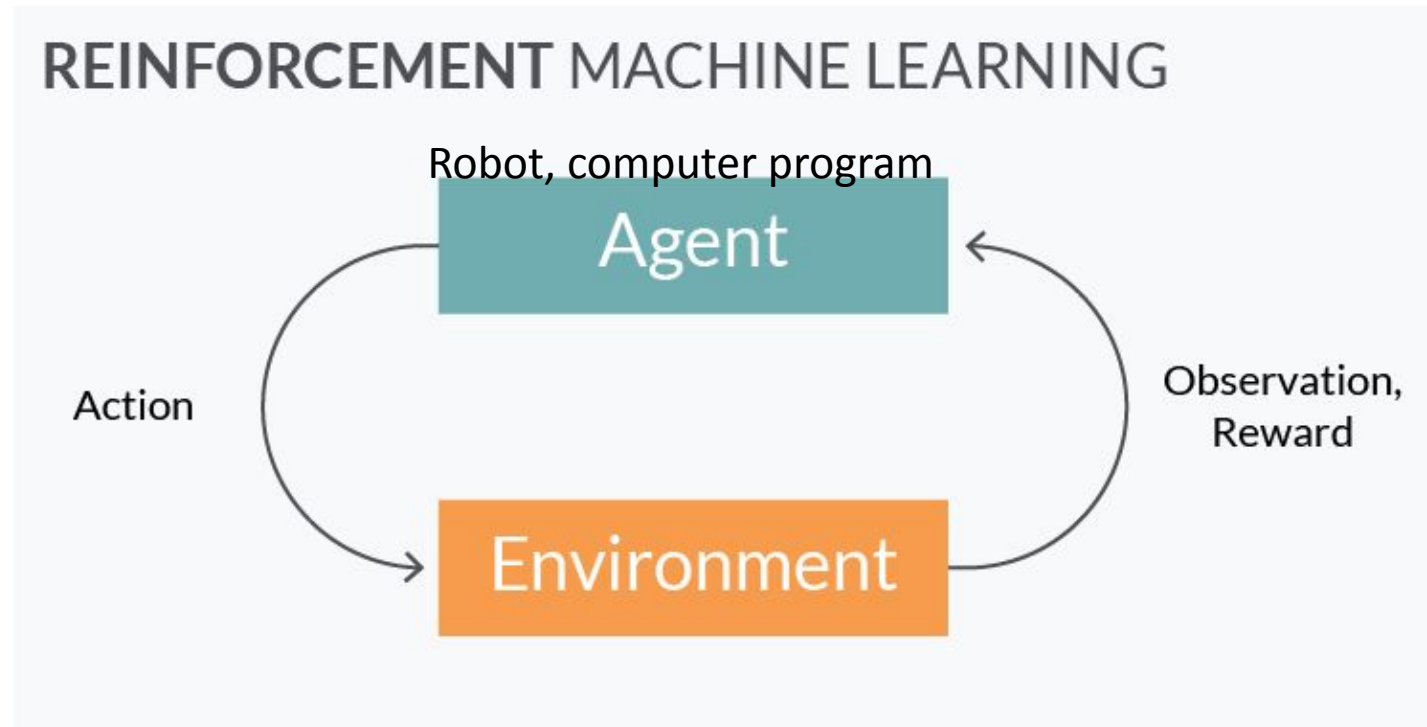 REINFORCEMENT MACHINE LEARNING
Robot, computer program
Agent
Action
Observation,
Reward
Environment